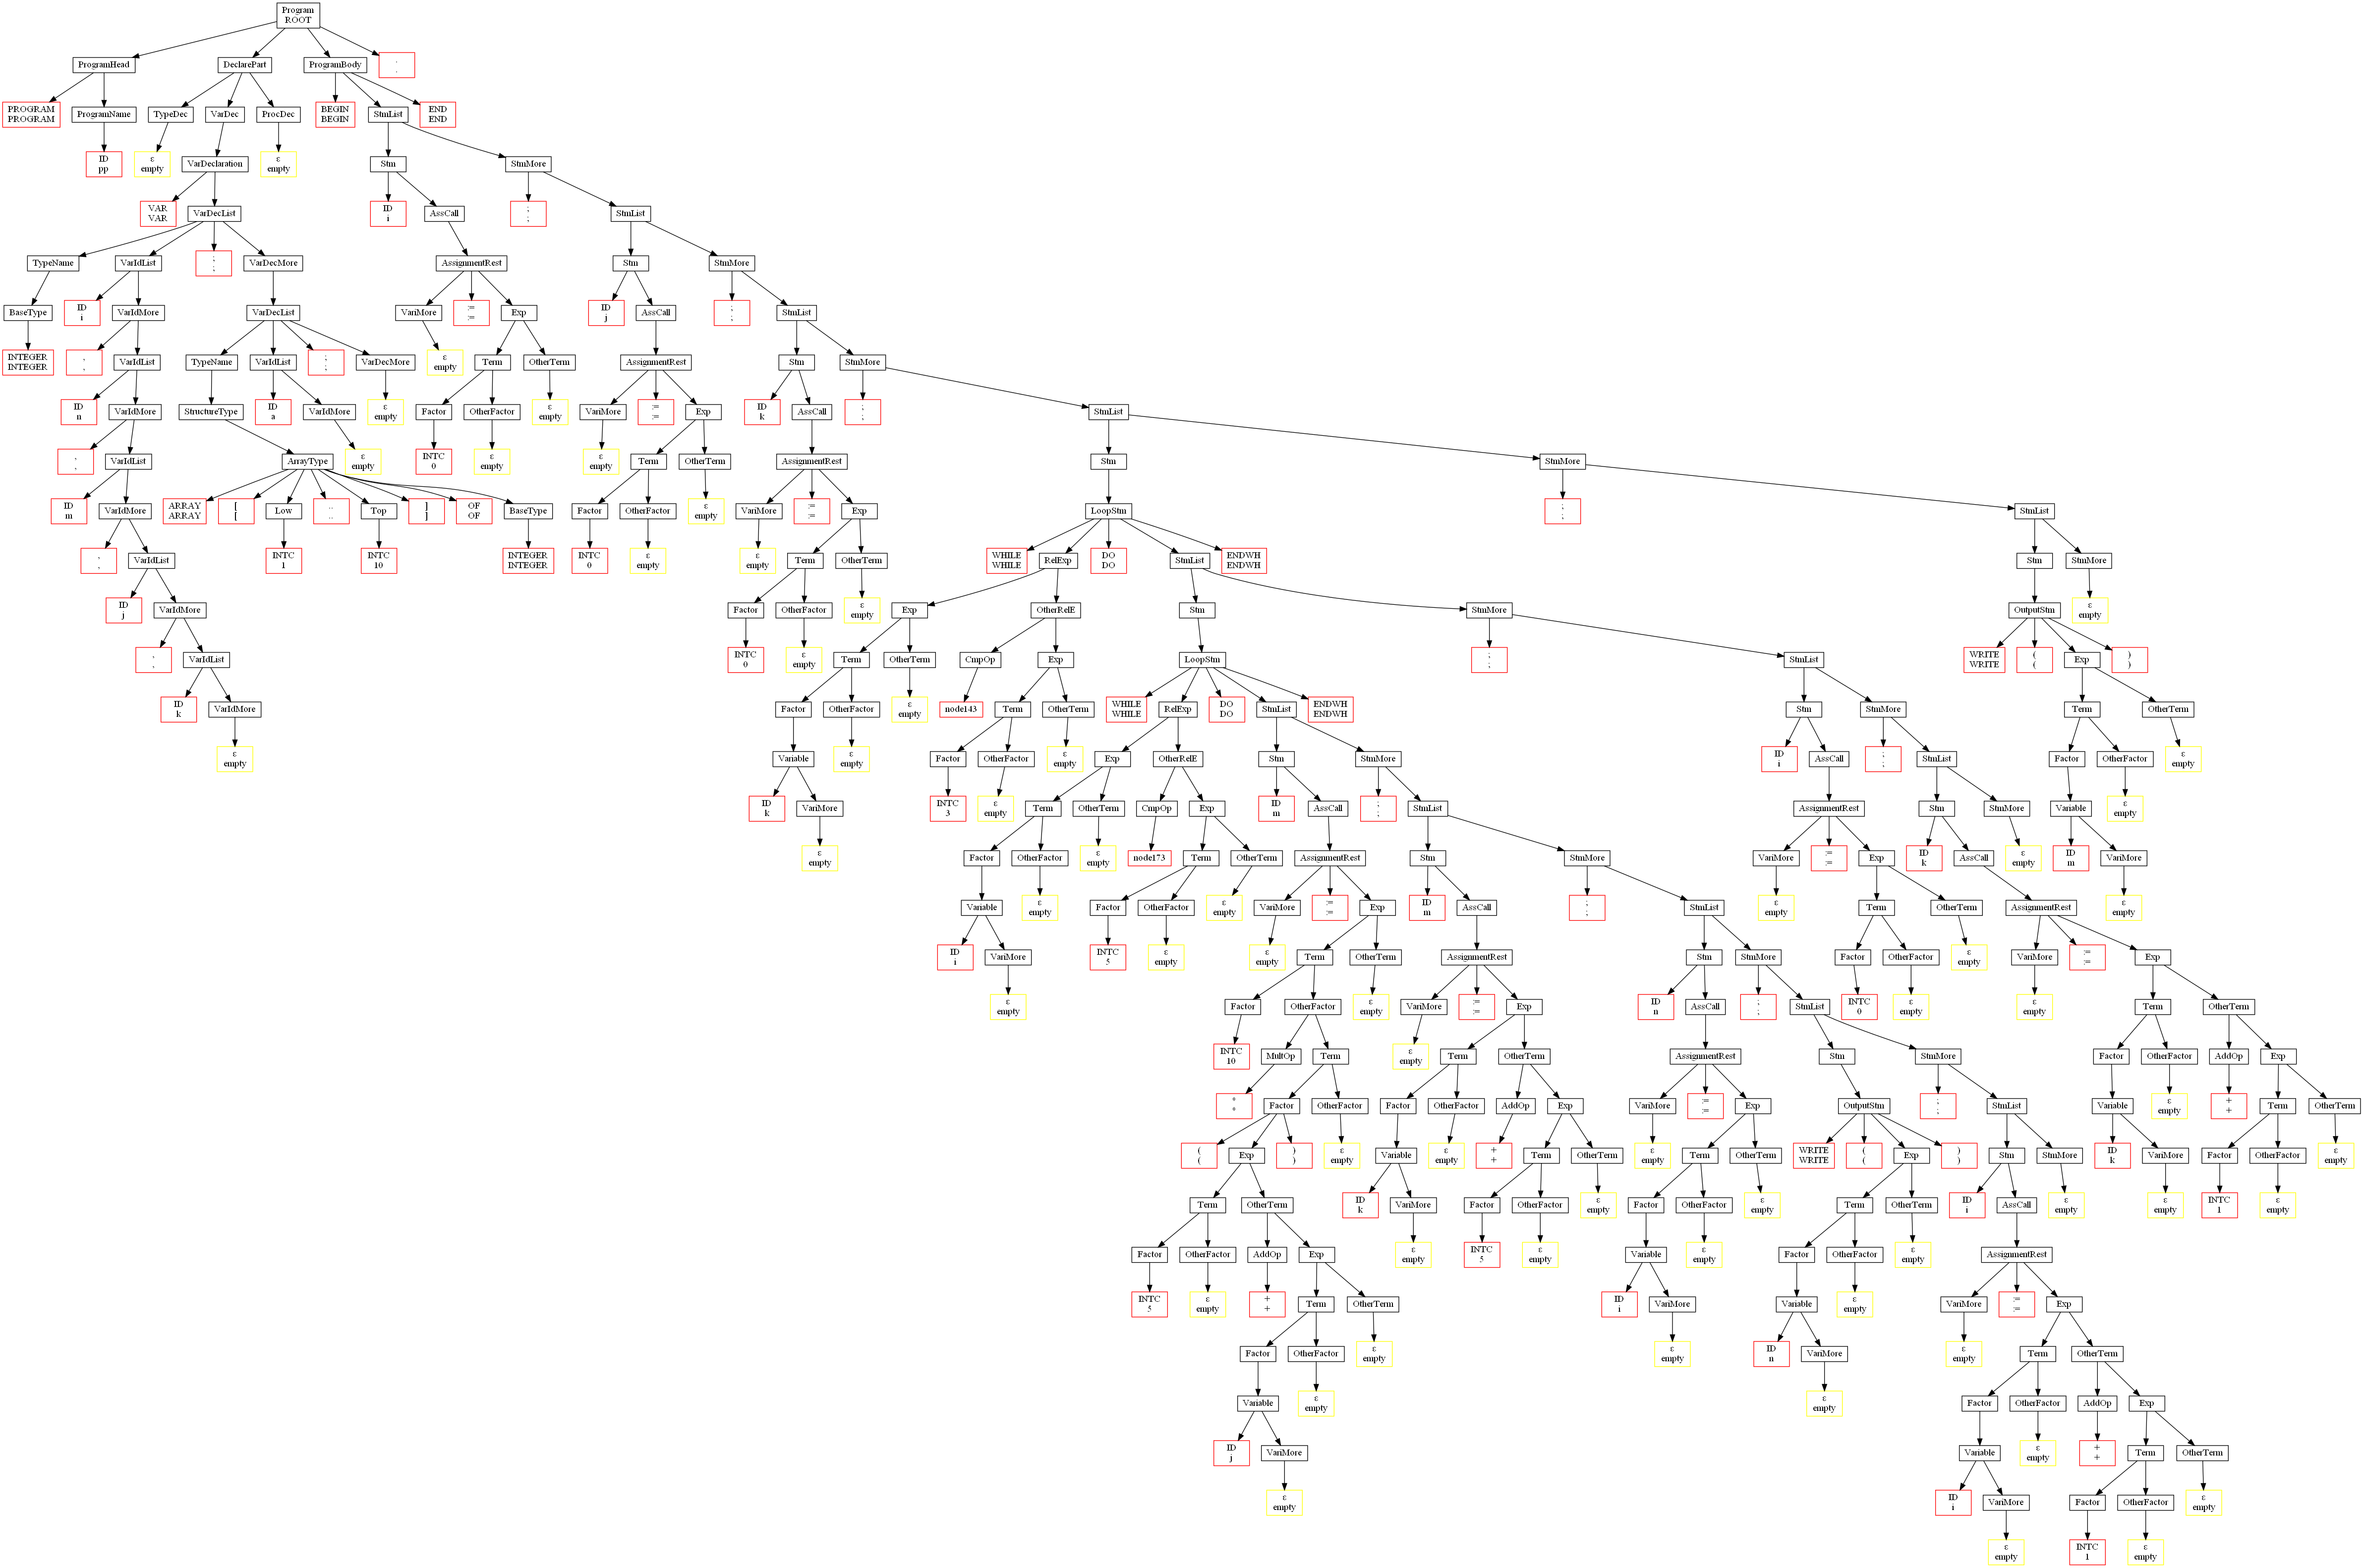 Program
ROOT
ProgramHead DeclarePart ProgramBody .
.
PROGRAM ProgramName TypeDec VarDec ProcDec BEGIN StmList END
PROGRAM BEGIN END
ID ε VarDeclaration ε Stm StmMore
pp empty empty
VAR VarDecList ID AssCall ; StmList
VAR i ;
TypeName VarIdList ; VarDecMore AssignmentRest Stm StmMore
;
BaseType ID VarIdMore VarDecList VariMore := Exp ID AssCall ; StmList
i := j ;
INTEGER , VarIdList TypeName VarIdList ; VarDecMore ε Term OtherTerm AssignmentRest Stm StmMore
INTEGER , ; empty
ID VarIdMore StructureType ID VarIdMore ε Factor OtherFactor ε VariMore := Exp ID AssCall ; StmList
n a empty empty := k ;
, VarIdList ArrayType ε INTC ε ε Term OtherTerm AssignmentRest Stm StmMore
, empty 0 empty empty
ID VarIdMore ARRAY [ Low .. Top ] OF BaseType Factor OtherFactor ε VariMore := Exp LoopStm ; StmList
m ARRAY [ .. ] OF empty := ;
, VarIdList INTC INTC INTEGER INTC ε ε Term OtherTerm WHILE RelExp DO StmList ENDWH Stm StmMore
, 1 10 INTEGER 0 empty empty WHILE DO ENDWH
ID VarIdMore Factor OtherFactor ε Exp OtherRelE Stm StmMore OutputStm ε
j empty empty
, VarIdList INTC ε Term OtherTerm CmpOp Exp LoopStm ; StmList WRITE ( Exp )
, 0 empty ; WRITE ( )
ID VarIdMore Factor OtherFactor ε node143 Term OtherTerm WHILE RelExp DO StmList ENDWH Stm StmMore Term OtherTerm
k empty WHILE DO ENDWH
ε Variable ε Factor OtherFactor ε Exp OtherRelE Stm StmMore ID AssCall ; StmList Factor OtherFactor ε
empty empty empty i ; empty
ID VariMore INTC ε Term OtherTerm CmpOp Exp ID AssCall ; StmList AssignmentRest Stm StmMore Variable ε
k 3 empty m ; empty
ε Factor OtherFactor ε node173 Term OtherTerm AssignmentRest Stm StmMore VariMore := Exp ID AssCall ε ID VariMore
empty empty := k empty m
Variable ε Factor OtherFactor ε VariMore := Exp ID AssCall ; StmList ε Term OtherTerm AssignmentRest ε
empty empty := m ; empty empty
ID VariMore INTC ε ε Term OtherTerm AssignmentRest Stm StmMore Factor OtherFactor ε VariMore := Exp
i 5 empty empty empty :=
ε Factor OtherFactor ε VariMore := Exp ID AssCall ; StmList INTC ε ε Term OtherTerm
empty empty := n ; 0 empty empty
INTC MultOp Term ε Term OtherTerm AssignmentRest Stm StmMore Factor OtherFactor AddOp Exp
10 empty
* Factor OtherFactor Factor OtherFactor AddOp Exp VariMore := Exp OutputStm ; StmList Variable ε + Term OtherTerm
* := ; empty +
( Exp ) ε Variable ε + Term OtherTerm ε Term OtherTerm WRITE ( Exp ) Stm StmMore ID VariMore Factor OtherFactor ε
( ) empty empty + empty WRITE ( ) k empty
Term OtherTerm ID VariMore Factor OtherFactor ε Factor OtherFactor ε Term OtherTerm ID AssCall ε ε INTC ε
k empty empty i empty empty 1 empty
Factor OtherFactor AddOp Exp ε INTC ε Variable ε Factor OtherFactor ε AssignmentRest
empty 5 empty empty empty
INTC ε + Term OtherTerm ID VariMore Variable ε VariMore := Exp
5 empty + i empty :=
Factor OtherFactor ε ε ID VariMore ε Term OtherTerm
empty empty n empty
Variable ε ε Factor OtherFactor AddOp Exp
empty empty
ID VariMore Variable ε + Term OtherTerm
j empty +
ε ID VariMore Factor OtherFactor ε
empty i empty
ε INTC ε
empty 1 empty